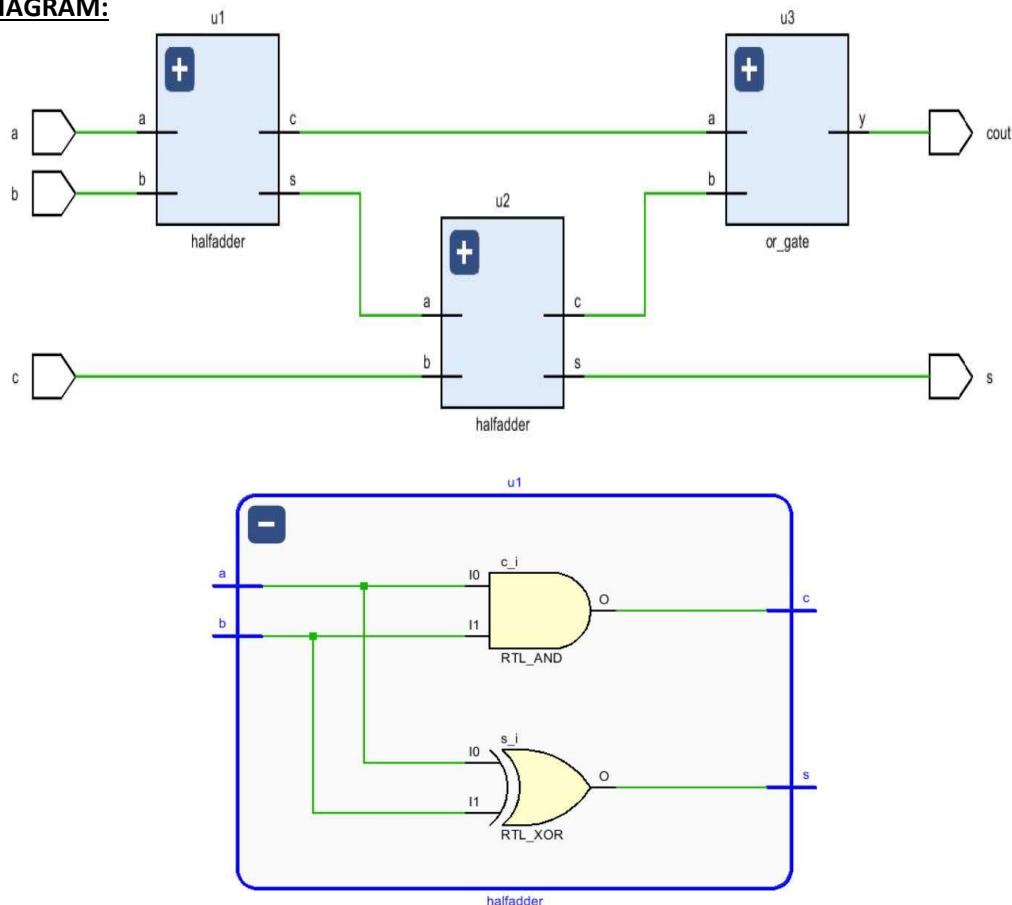 IAGRAM:
u1
u3
+
+
a
a
c
a
y
cout
b
b
s
b
u2
halfadder
or_gate
+
a
c
c
b
s
s
halfadder
u1
-
a
I0
c_i
O
c
b
I1
RTL_AND
s_i
I0
O
s
I1
RTL_XOR
halfadder